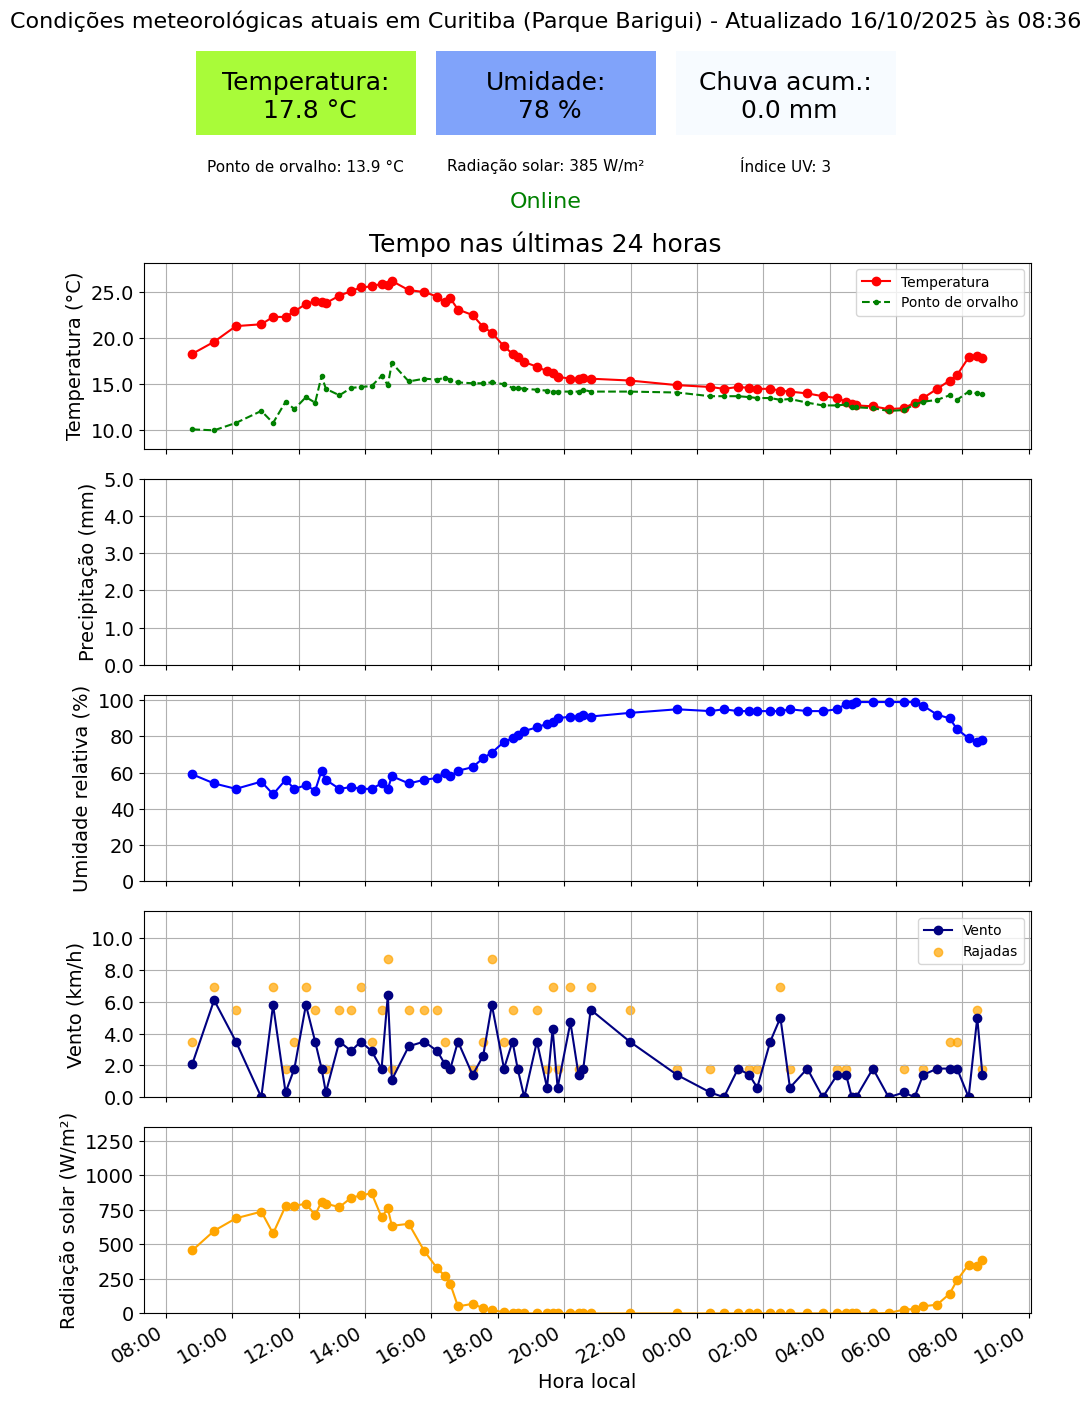 Condições meteorológicas atuais em Curitiba (Parque Barigui) - Atualizado 16/10/2025 às 08:36
Temperatura:
17.8 °C
Umidade:
78 %
Chuva acum.:
0.0 mm
Ponto de orvalho: 13.9 °C
Radiação solar: 385 W/m²
Índice UV: 3
Online
Tempo nas últimas 24 horas
Temperatura (°C)
25.0
20.0
15.0
10.0
Temperatura
Ponto de orvalho
Precipitação (mm)
5.0
4.0
3.0
2.0
1.0
0.0
Umidade relativa (%)
100
80
60
40
20
0
Vento (km/h)
10.0
8.0
6.0
4.0
2.0
0.0
Vento
Rajadas
Radiação solar (W/m²)
1250
1000
750
500
250
0
08:00
10:00
12:00
14:00
16:00
18:00
20:00
22:00
00:00
02:00
04:00
06:00
08:00
10:00
Hora local